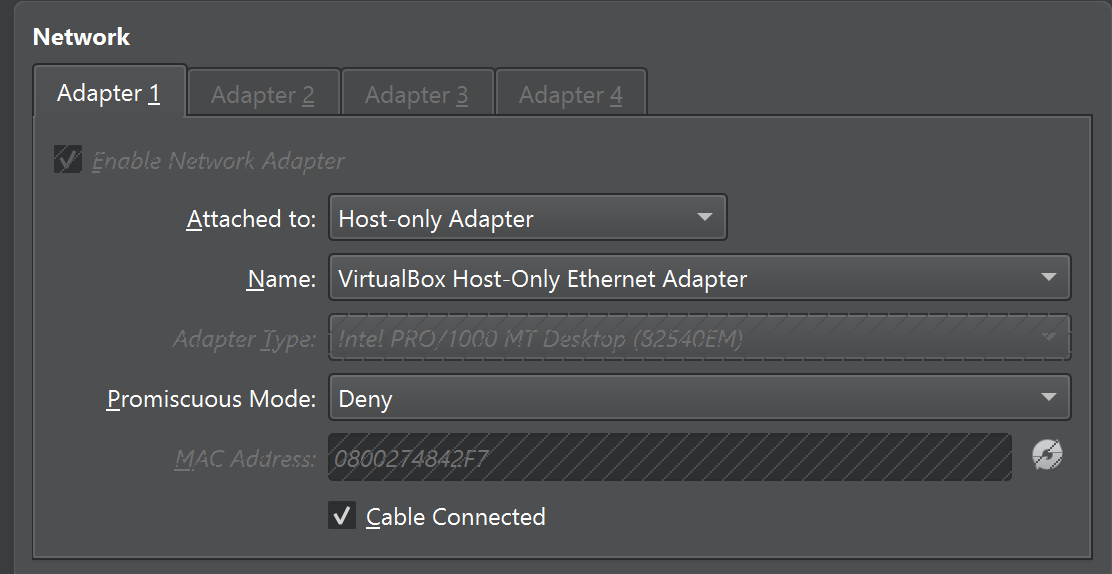 Network
Adapter 1 Adapter 2 Adapter 3 Adapter 4
Enable Network Adapter
Attached to: Host-only Adapter
Name: VirtualBox Host-Only Ethernet Adapter
Adapter Type: Intel PRO/1000 MT Desktop (82540EM)
Promiscuous Mode: Deny
MAC Address: 0800274842F7
Cable Connected